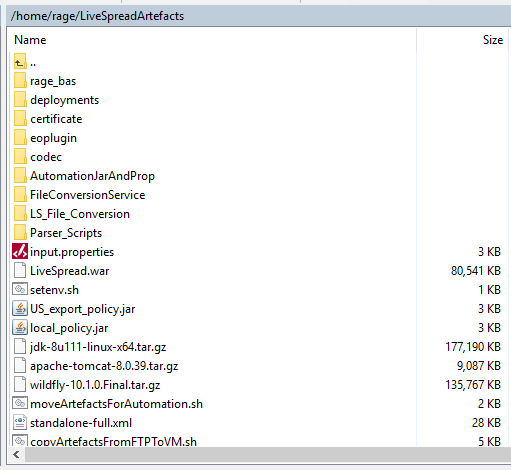 /home/rage/LiveSpreadArtefacts
Name Size
..
rage_bas
deployments
certificate
eoplugin
codec
AutomationJarAndProp
FileConversionService
LS_File_Conversion
Parser_Scripts
input.properties 3 KB
LiveSpread.war 80,541 KB
setenv.sh 1 KB
US_export_policy.jar 3 KB
local_policy.jar 3 KB
jdk-8u111-linux-x64.tar.gz 177,190 KB
apache-tomcat-8.0.39.tar.gz 9,087 KB
wildfly-10.1.0.Final.tar.gz 135,767 KB
moveArtefactsForAutomation.sh 2 KB
standalone-full.xml 28 KB
copyArtefactsFromFTPToVM.sh 5 KB